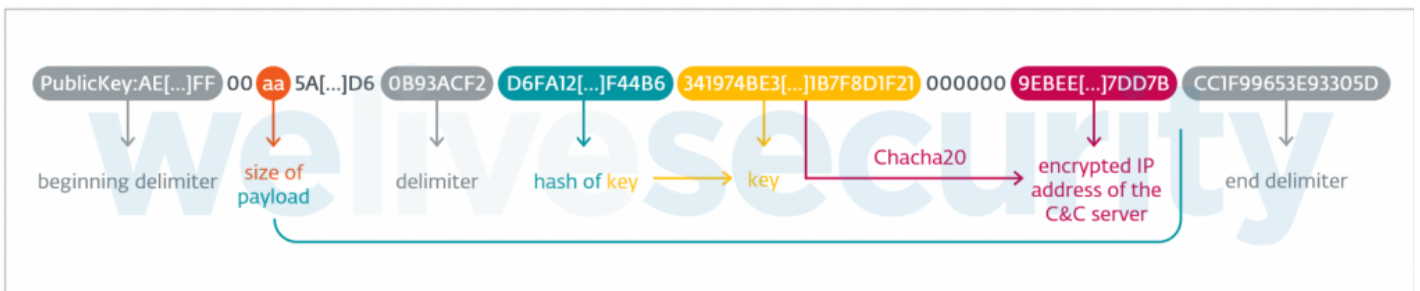 PublicKey:AE[...]FF 00 aa 5A[...]D6 0B93ACF2 D6FA12[...]F44B6 341974BE3[...]1B7F8D1F21 000000 9EBEE[...]7DD7B CC1F99653E93305D
welivesecurity
Chacha20
beginning delimiter
size of
payload
delimiter
hash of key
key
encrypted IP
address of the
C&C server
end delimiter